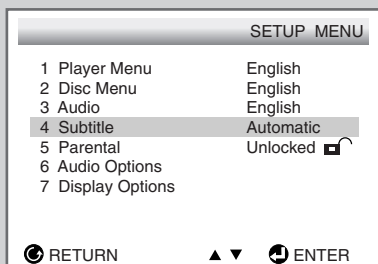 SETUP MENU
1 Player Menu English
2 Disc Menu English
3 Audio English
4 Subtitle Automatic
5 Parental Unlocked
6 Audio Options
7 Display Options
RETURN ▲ ▼ ENTER